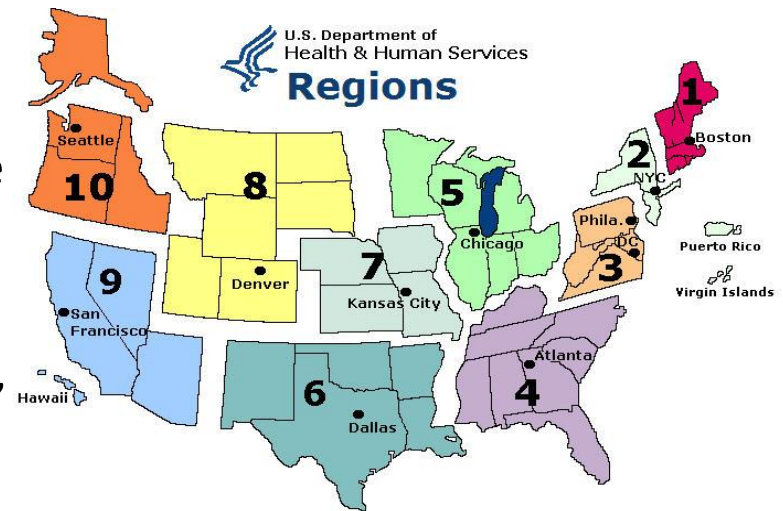 U.S. Department of
Health & Human Services
Regions
1
Boston
2
NYC
Seattle
10
8
5
Phila.
DC
3
Puerto Rico
Virgin Islands
Chicago
7
Denver
Kansas City
9
San
Francisco
Atlanta
4
6
Dallas
Hawaii